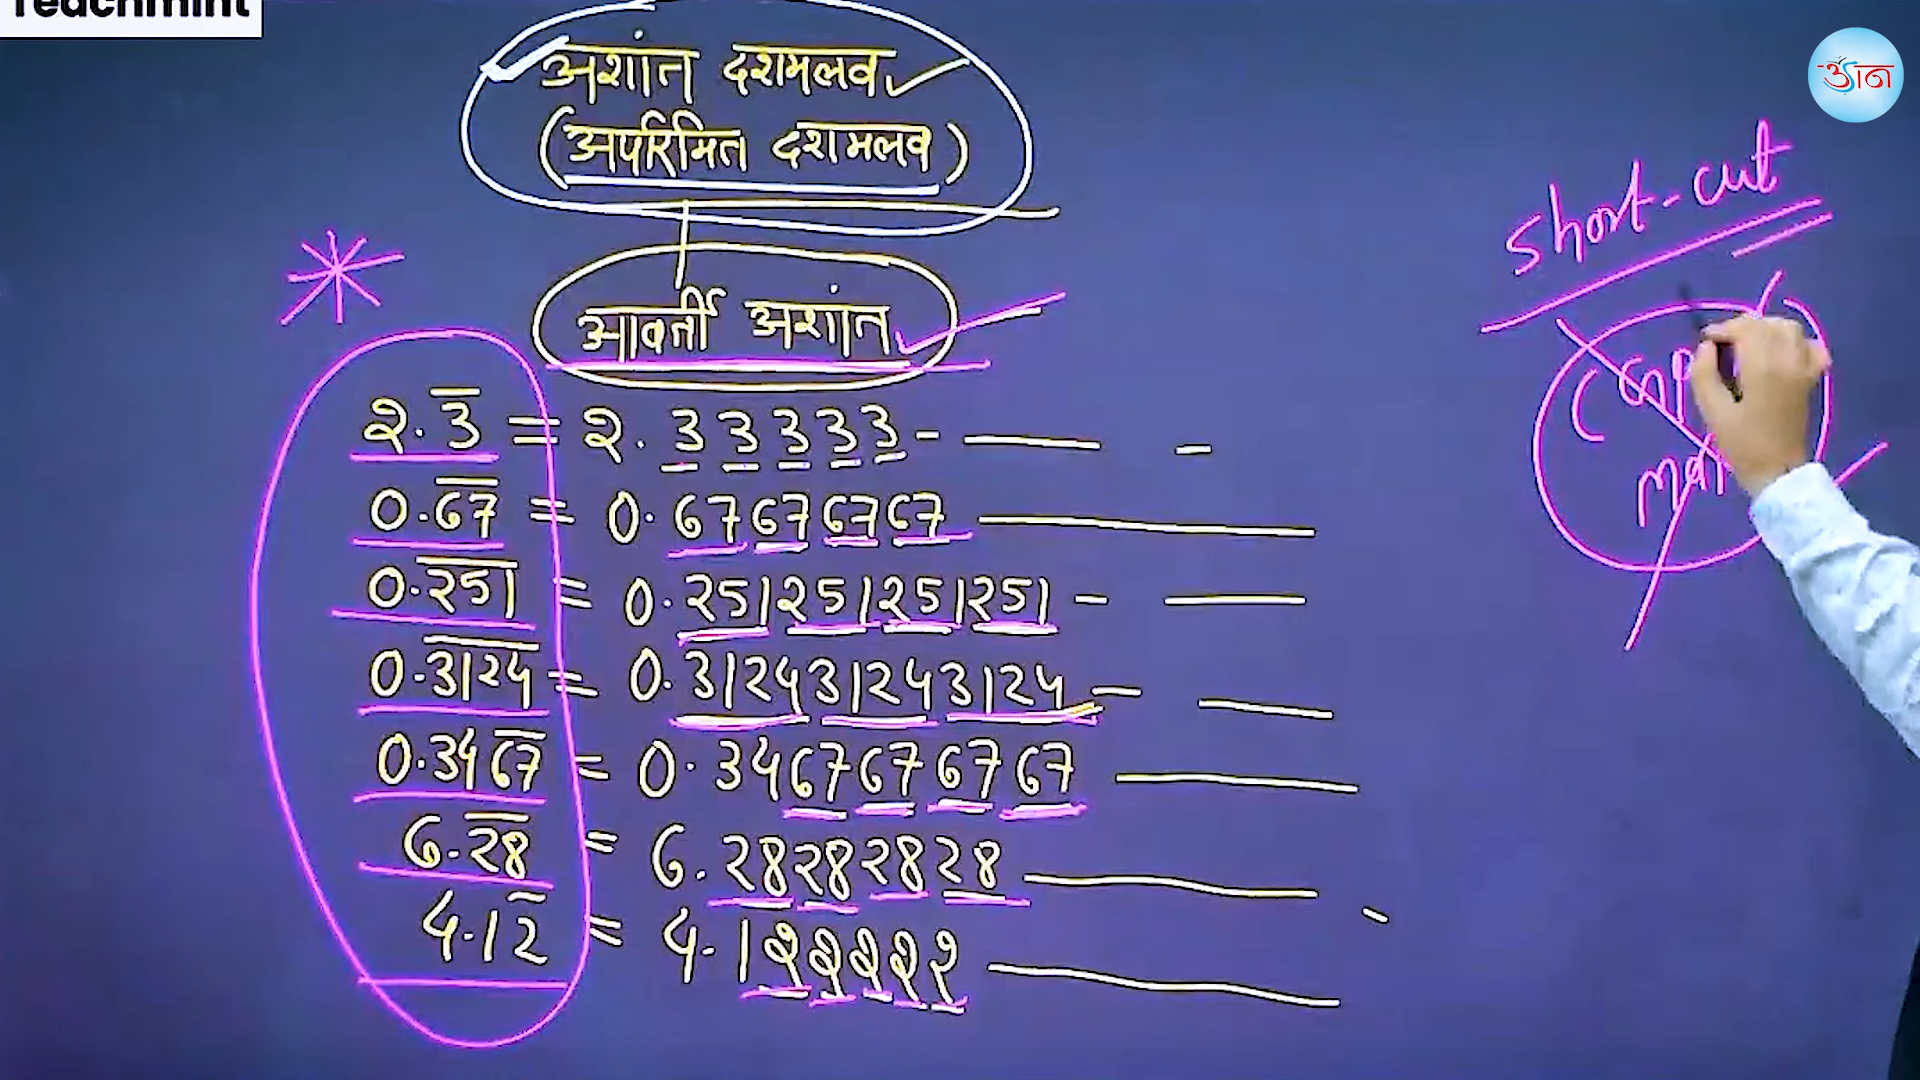 Teachmint
ज्ञान
अशांत दशमलव
(अपरिमित दशमलव)
आवर्ती अशांत
short-cut
2.3̅ = 2.33333- — -
0.6̅7̅ = 0.67676767 —
0.2̅5̅1̅ = 0.251251251251 - —
0.3̅1̅2̅4̅ = 0.312431243124 — —
0.346̅7̅ = 0.3467676767 —
6.2̅8̅ = 6.28282828 — -
4.12̅ = 4.122222 —